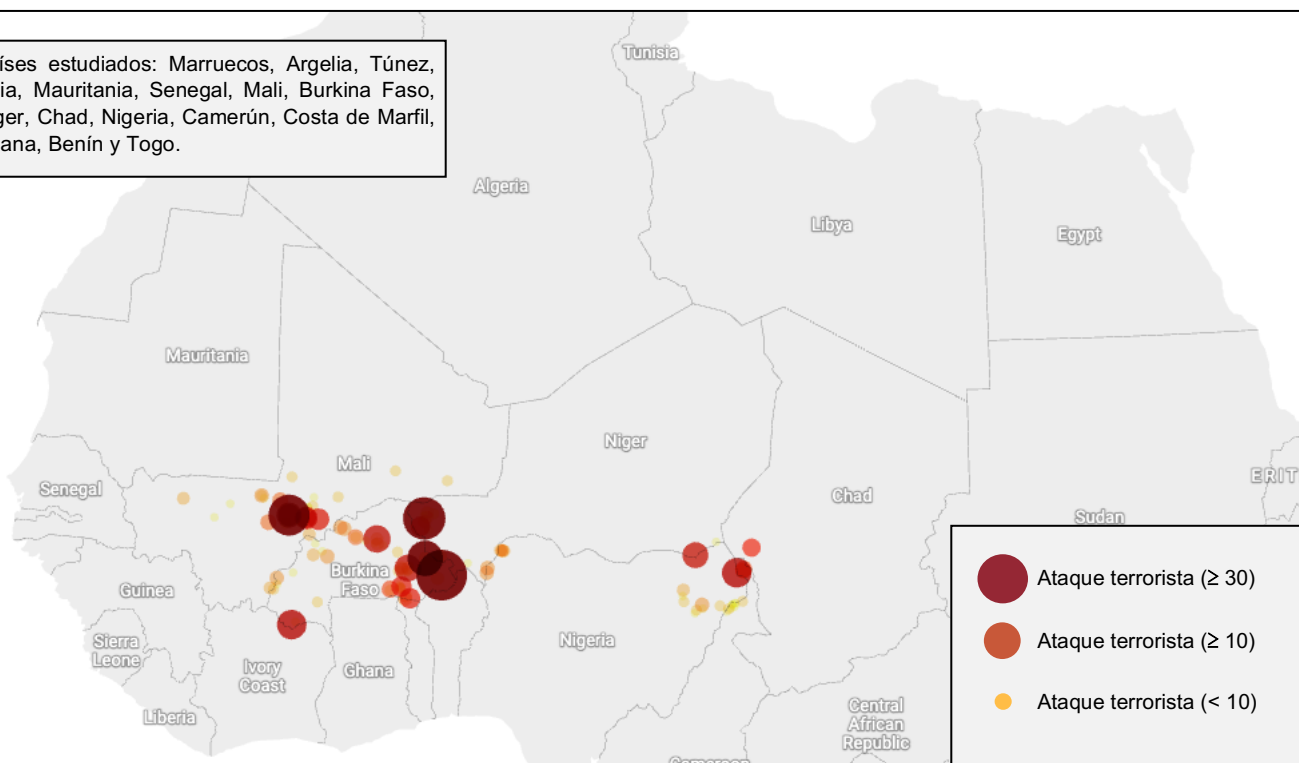 íses estudiados: Marruecos, Argelia, Túnez,
ia, Mauritania, Senegal, Mali, Burkina Faso,
ger, Chad, Nigeria, Camerún, Costa de Marfil,
ana, Benín y Togo.
Tunisia
Algeria
Libya
Egypt
Mauritania
Niger
Mali
Senegal
Chad
ERIT
Sudan
Burkina
Faso
Guinea
Nigeria
Sierra
Leone
Ivory
Coast
Ghana
Liberia
Central
African
Republic
Cameroon
Ataque terrorista (≥ 30)
Ataque terrorista (≥ 10)
Ataque terrorista (< 10)